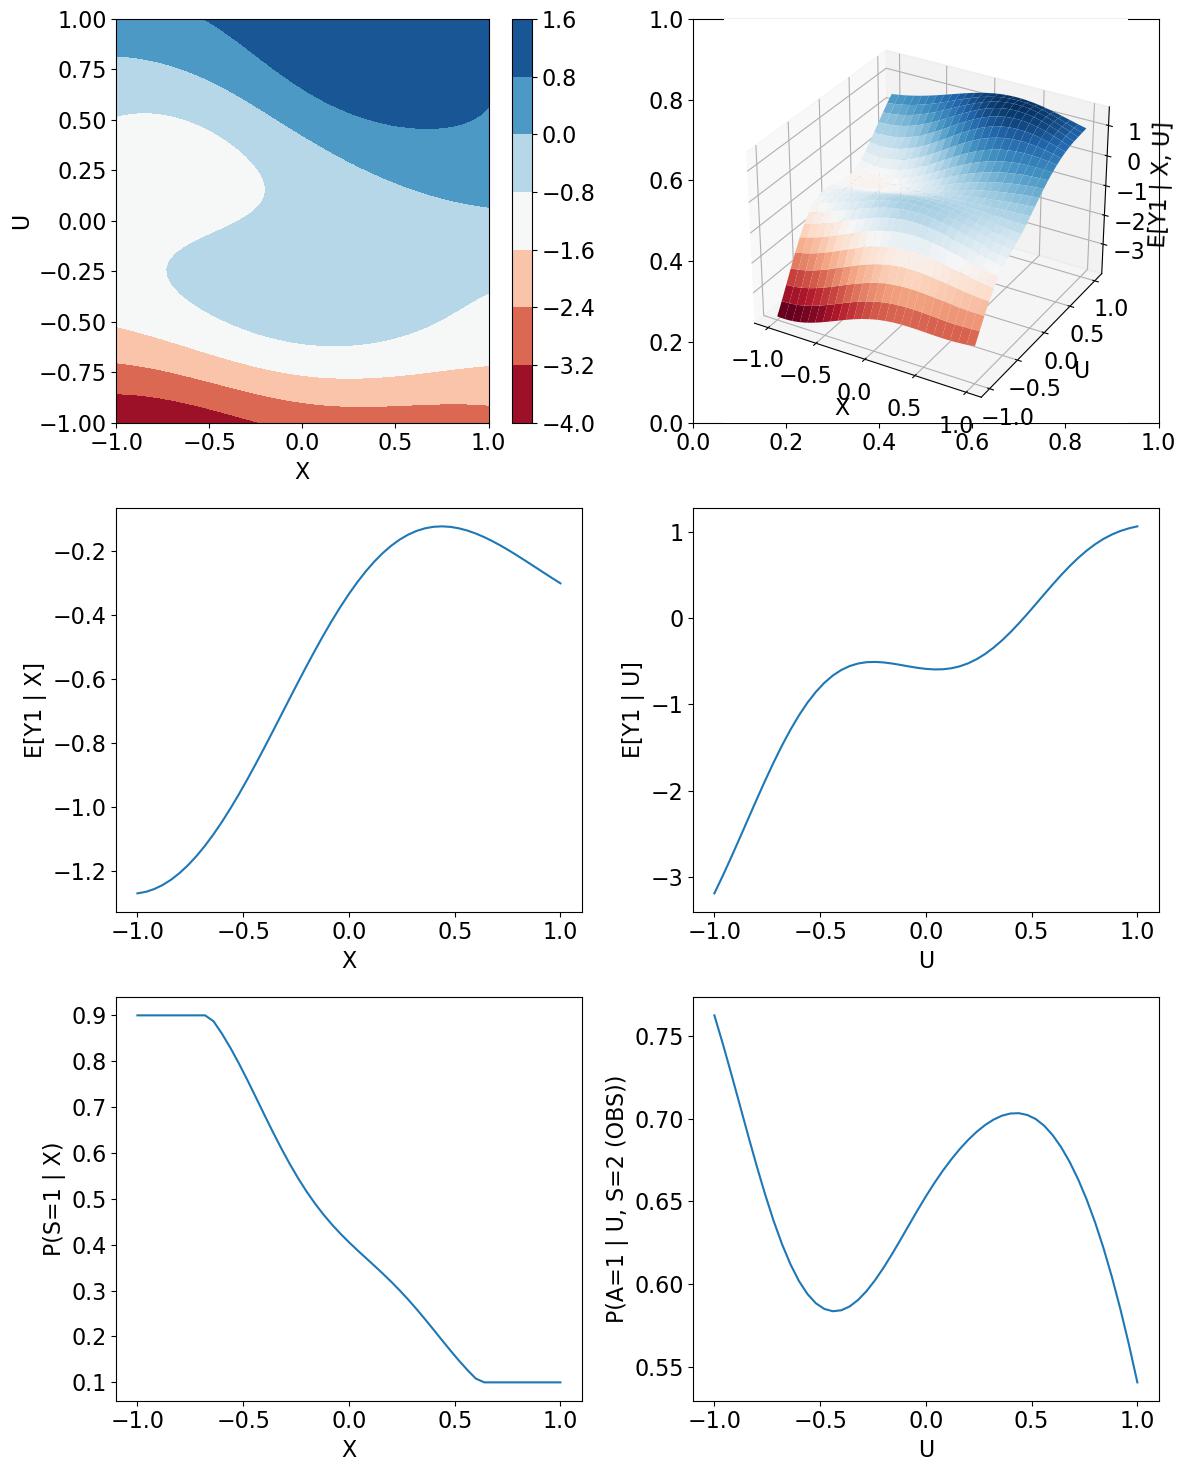 1.00
0.75
0.50
0.25
0.00
−0.25
−0.50
−0.75
−1.00
U
−1.0 −0.5 0.0 0.5 1.0
X
1.6
0.8
0.0
−0.8
−1.6
−2.4
−3.2
−4.0
1.0
0.8
0.6
0.4
0.2
0.0
0.0 0.2 0.4 0.6 0.8 1.0
−1.0 −0.5 0.0 0.5 1.0
X
−1.0 −0.5 0.0 0.5 1.0
U
1
0
−1
−2
−3
E[Y1 | X, U]
−0.2
−0.4
−0.6
−0.8
−1.0
−1.2
E[Y1 | X]
−1.0 −0.5 0.0 0.5 1.0
X
1
0
−1
−2
−3
E[Y1 | U]
−1.0 −0.5 0.0 0.5 1.0
U
0.9
0.8
0.7
0.6
0.5
0.4
0.3
0.2
0.1
P(S=1 | X)
−1.0 −0.5 0.0 0.5 1.0
X
0.75
0.70
0.65
0.60
0.55
P(A=1 | U, S=2 (OBS))
−1.0 −0.5 0.0 0.5 1.0
U